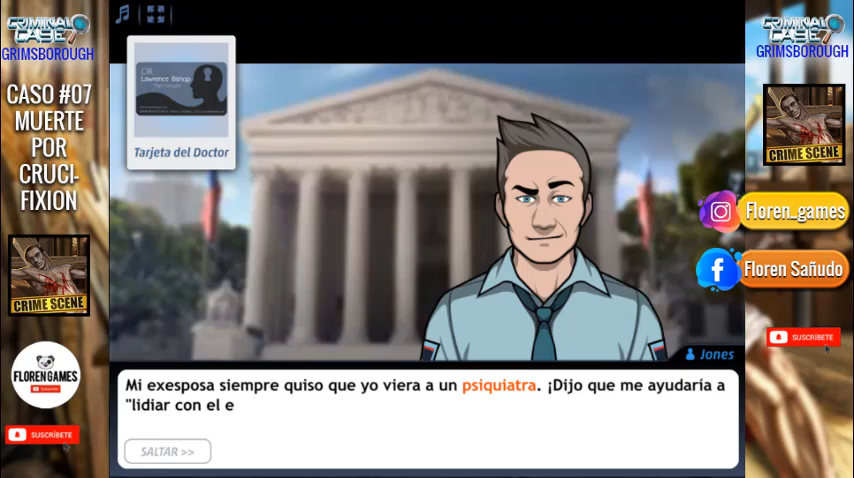 CRIMINAL CASE
GRIMSBOROUGH
CASO #07
MUERTE
POR
CRUCI-
FIXION
CRIME SCENE
FLOREN GAMES
SUSCRÍBETE
DR.
Lawrence Bishop
Tarjeta del Doctor
Jones
Mi exesposa siempre quiso que yo viera a un psiquiatra. ¡Dijo que me ayudaría a
"lidiar con el e
SALTAR >>
CRIMINAL CASE
GRIMSBOROUGH
CRIME SCENE
Floren_games
Floren Sañudo
SUSCRÍBETE